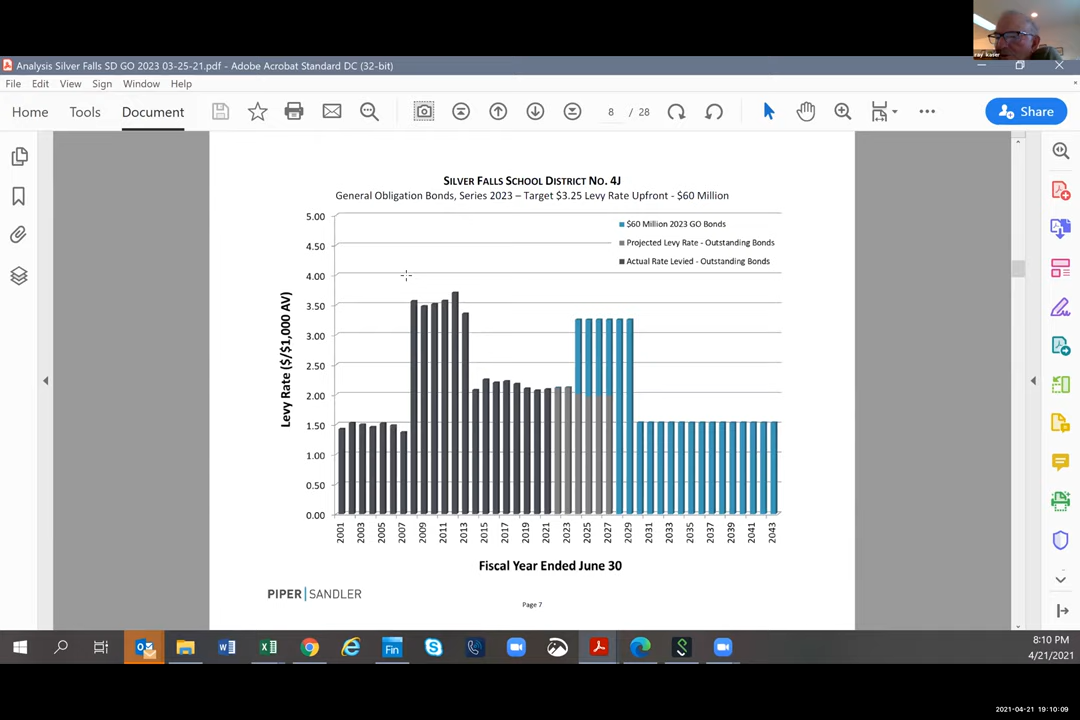 ray kaser
Analysis Silver Falls SD GO 2023 03-25-21.pdf - Adobe Acrobat Standard DC (32-bit)
File Edit View Sign Window Help
Home Tools Document
8 / 28
Share
SILVER FALLS SCHOOL DISTRICT NO. 4J
General Obligation Bonds, Series 2023 – Target $3.25 Levy Rate Upfront - $60 Million
$60 Million 2023 GO Bonds
Projected Levy Rate - Outstanding Bonds
Actual Rate Levied - Outstanding Bonds
Levy Rate ($/$1,000 AV)
5.00
4.50
4.00
3.50
3.00
2.50
2.00
1.50
1.00
0.50
0.00
2001 2003 2005 2007 2009 2011 2013 2015 2017 2019 2021 2023 2025 2027 2029 2031 2033 2035 2037 2039 2041 2043
Fiscal Year Ended June 30
PIPER|SANDLER
Page 7
Fin
8:10 PM
4/21/2021
2021-04-21 19:10:09